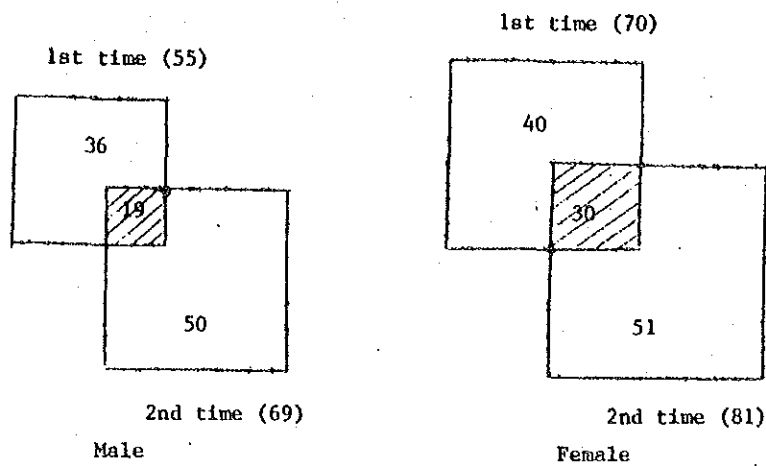 1st time (55)
36
19
50
2nd time (69)
Male
1st time (70)
40
30
51
2nd time (81)
Female